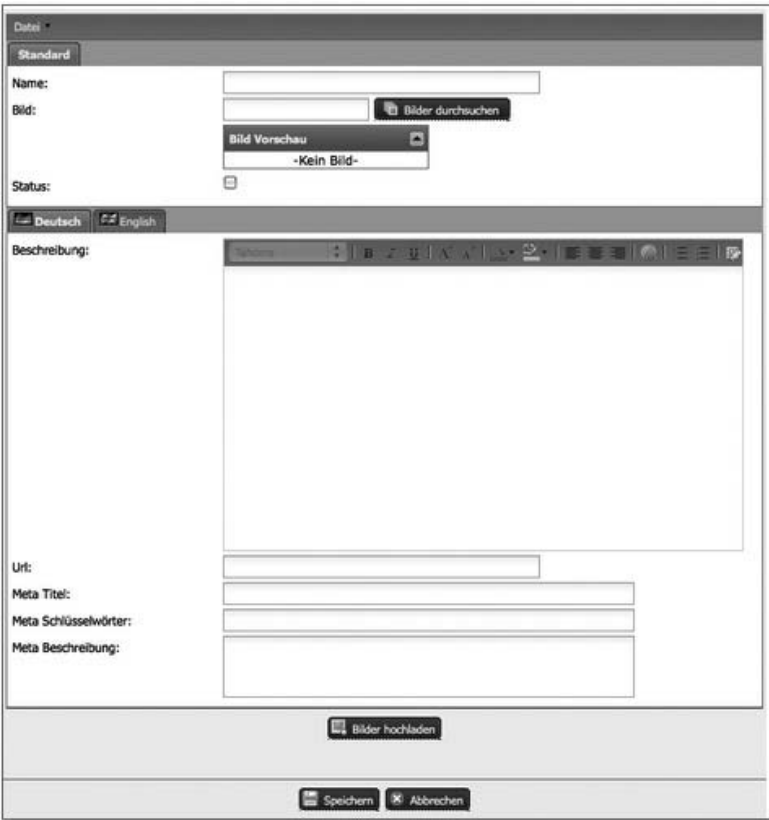 Datei
Standard
Name:
Bild: Bilder durchsuchen
Bild Vorschau
-Kein Bild-
Status:
Deutsch English
Beschreibung: Tahoma B I U A A
Url:
Meta Titel:
Meta Schlüsselwörter:
Meta Beschreibung:
Bilder hochladen
Speichern Abbrechen